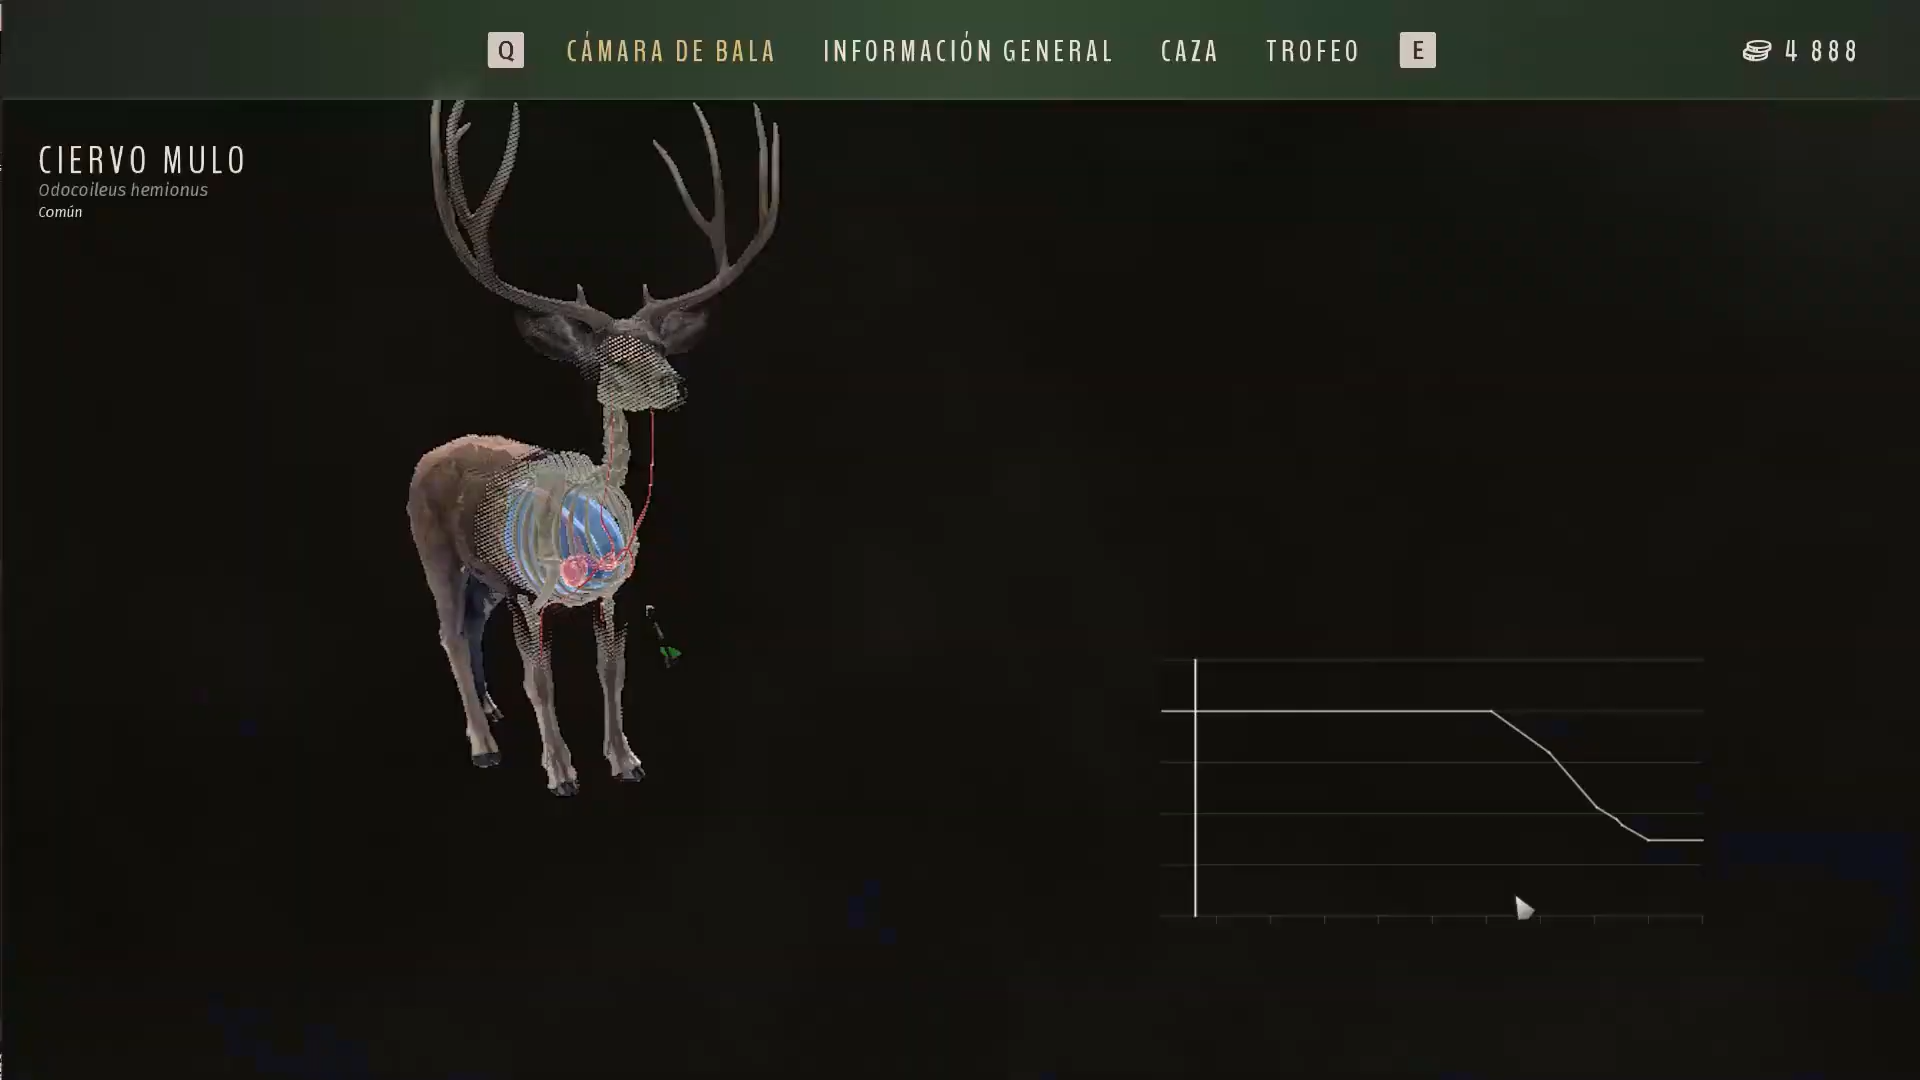 Q CÁMARA DE BALA INFORMACIÓN GENERAL CAZA TROFEO E 4 888
CIERVO MULO
Odocoileus hemionus
Común